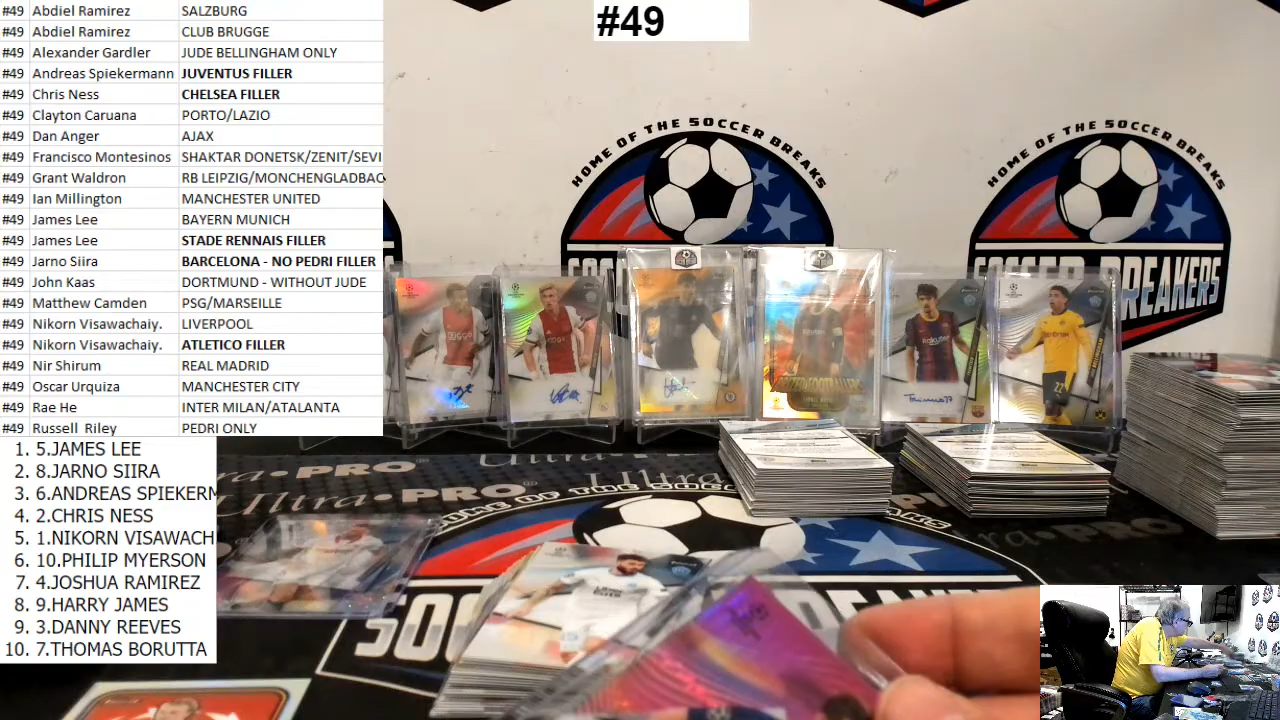 #49 Abdiel Ramirez SALZBURG
#49 Abdiel Ramirez CLUB BRUGGE
#49 Alexander Gardler JUDE BELLINGHAM ONLY
#49 Andreas Spiekermann JUVENTUS FILLER
#49 Chris Ness CHELSEA FILLER
#49 Clayton Caruana PORTO/LAZIO
#49 Dan Anger AJAX
#49 Francisco Montesinos SHAKTAR DONETSK/ZENIT/SEVI
#49 Grant Waldron RB LEIPZIG/MONCHENGLADBAC
#49 Ian Millington MANCHESTER UNITED
#49 James Lee BAYERN MUNICH
#49 James Lee STADE RENNAIS FILLER
#49 Jarno Siira BARCELONA - NO PEDRI FILLER
#49 John Kaas DORTMUND - WITHOUT JUDE
#49 Matthew Camden PSG/MARSEILLE
#49 Nikorn Visawachaiy. LIVERPOOL
#49 Nikorn Visawachaiy. ATLETICO FILLER
#49 Nir Shirum REAL MADRID
#49 Oscar Urquiza MANCHESTER CITY
#49 Rae He INTER MILAN/ATALANTA
#49 Russell Riley PEDRI ONLY
1. 5.JAMES LEE
2. 8.JARNO SIIRA
3. 6.ANDREAS SPIEKERM
4. 2.CHRIS NESS
5. 1.NIKORN VISAWACH
6. 10.PHILIP MYERSON
7. 4.JOSHUA RAMIREZ
8. 9.HARRY JAMES
9. 3.DANNY REEVES
10. 7.THOMAS BORUTTA
#49
HOME OF THE SOCCER BREAKS
HOME OF THE SOCCER BREAKS
BREAKERS
Ultra PRO